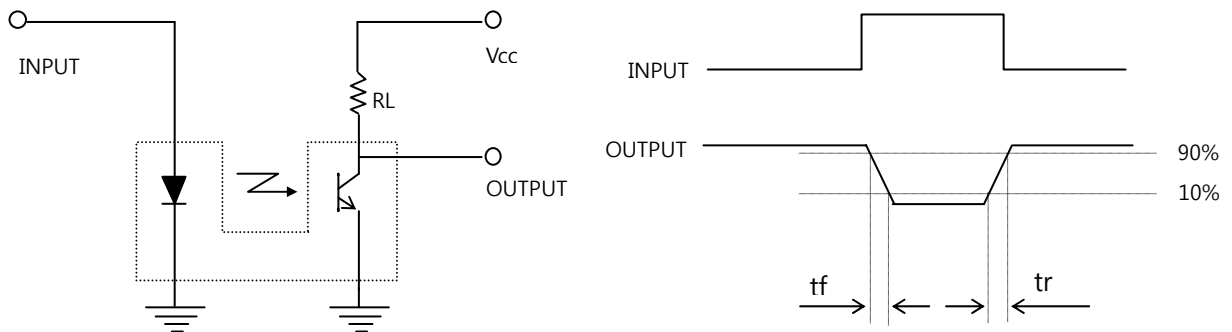 INPUT
Vcc
RL
OUTPUT
INPUT
OUTPUT
90%
10%
tf
tr